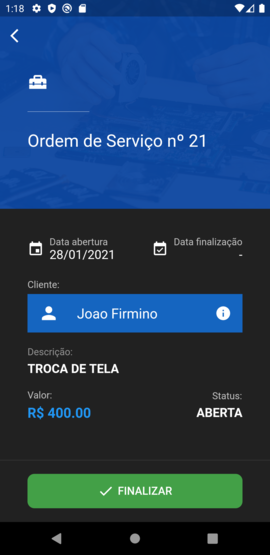 1:18
Ordem de Serviço nº 21
Data abertura
28/01/2021
Data finalização
-
Cliente:
Joao Firmino
Descrição:
TROCA DE TELA
Valor:
R$ 400.00
Status:
ABERTA
FINALIZAR